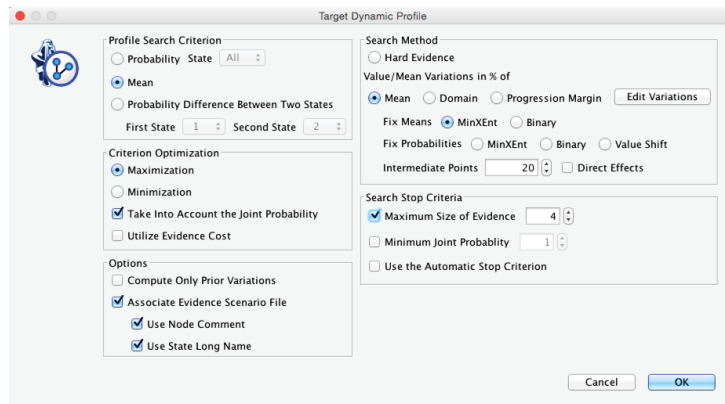 Target Dynamic Profile
Profile Search Criterion
Probability State All
Mean
Probability Difference Between Two States
First State 1 Second State 2
Criterion Optimization
Maximization
Minimization
Take Into Account the Joint Probability
Utilize Evidence Cost
Options
Compute Only Prior Variations
Associate Evidence Scenario File
Use Node Comment
Use State Long Name
Search Method
Hard Evidence
Value/Mean Variations in % of
Mean Domain Progression Margin Edit Variations
Fix Means MinXEnt Binary
Fix Probabilities MinXEnt Binary Value Shift
Intermediate Points 20 Direct Effects
Search Stop Criteria
Maximum Size of Evidence 4
Minimum Joint Probablity 1
Use the Automatic Stop Criterion
Cancel OK